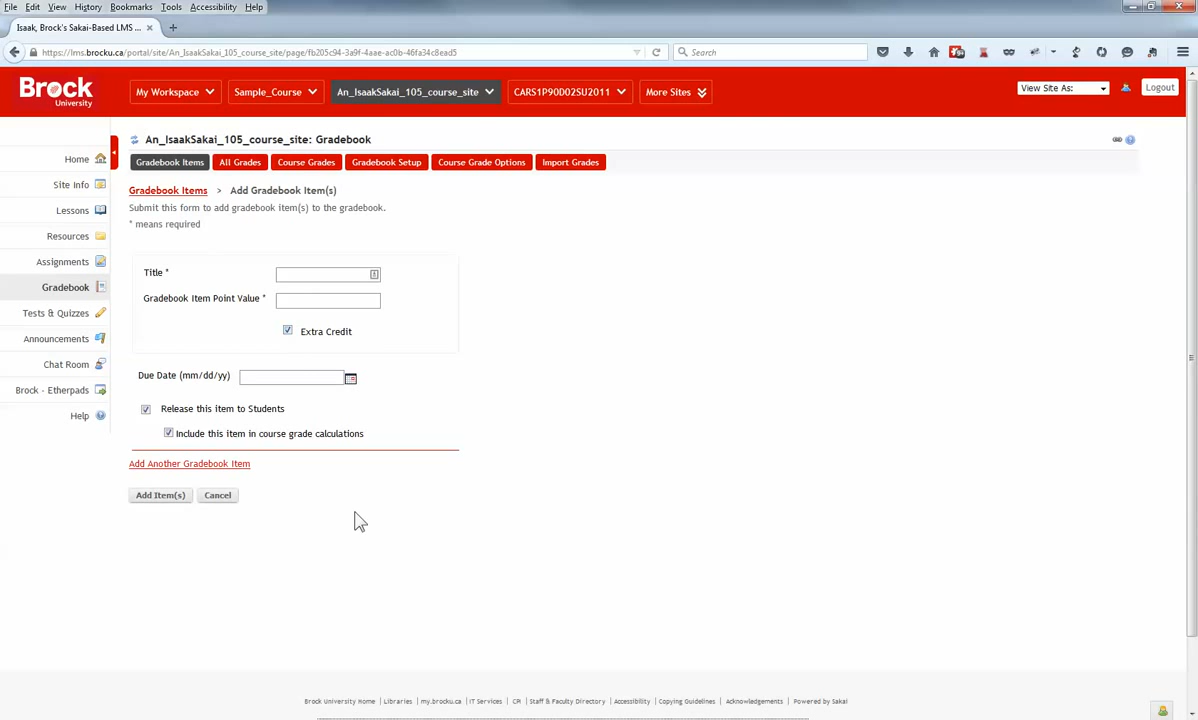 File Edit View History Bookmarks Tools Accessibility Help
Isaak, Brock's Sakai-Based LMS ...
https://lms.brocku.ca/portal/site/An_IsaakSakai_105_course_site/page/fb205c94-3a9f-4aae-ac0b-46fa34c8ead5
Search
Brock University
My Workspace Sample_Course An_IsaakSakai_105_course_site CARS1P90D02SU2011 More Sites
View Site As:
Logout
An_IsaakSakai_105_course_site: Gradebook
Gradebook Items All Grades Course Grades Gradebook Setup Course Grade Options Import Grades
Home
Site Info
Lessons
Resources
Assignments
Gradebook
Tests & Quizzes
Announcements
Chat Room
Brock - Etherpads
Help
Gradebook Items > Add Gradebook Item(s)
Submit this form to add gradebook item(s) to the gradebook.
* means required
Title *
Gradebook Item Point Value *
Extra Credit
Due Date (mm/dd/yy)
Release this item to Students
Include this item in course grade calculations
Add Another Gradebook Item
Add Item(s) Cancel
Brock University Home | Libraries | my.brocku.ca | IT Services | CPI | Staff & Faculty Directory | Accessibility | Copying Guidelines | Acknowledgements | Powered by Sakai